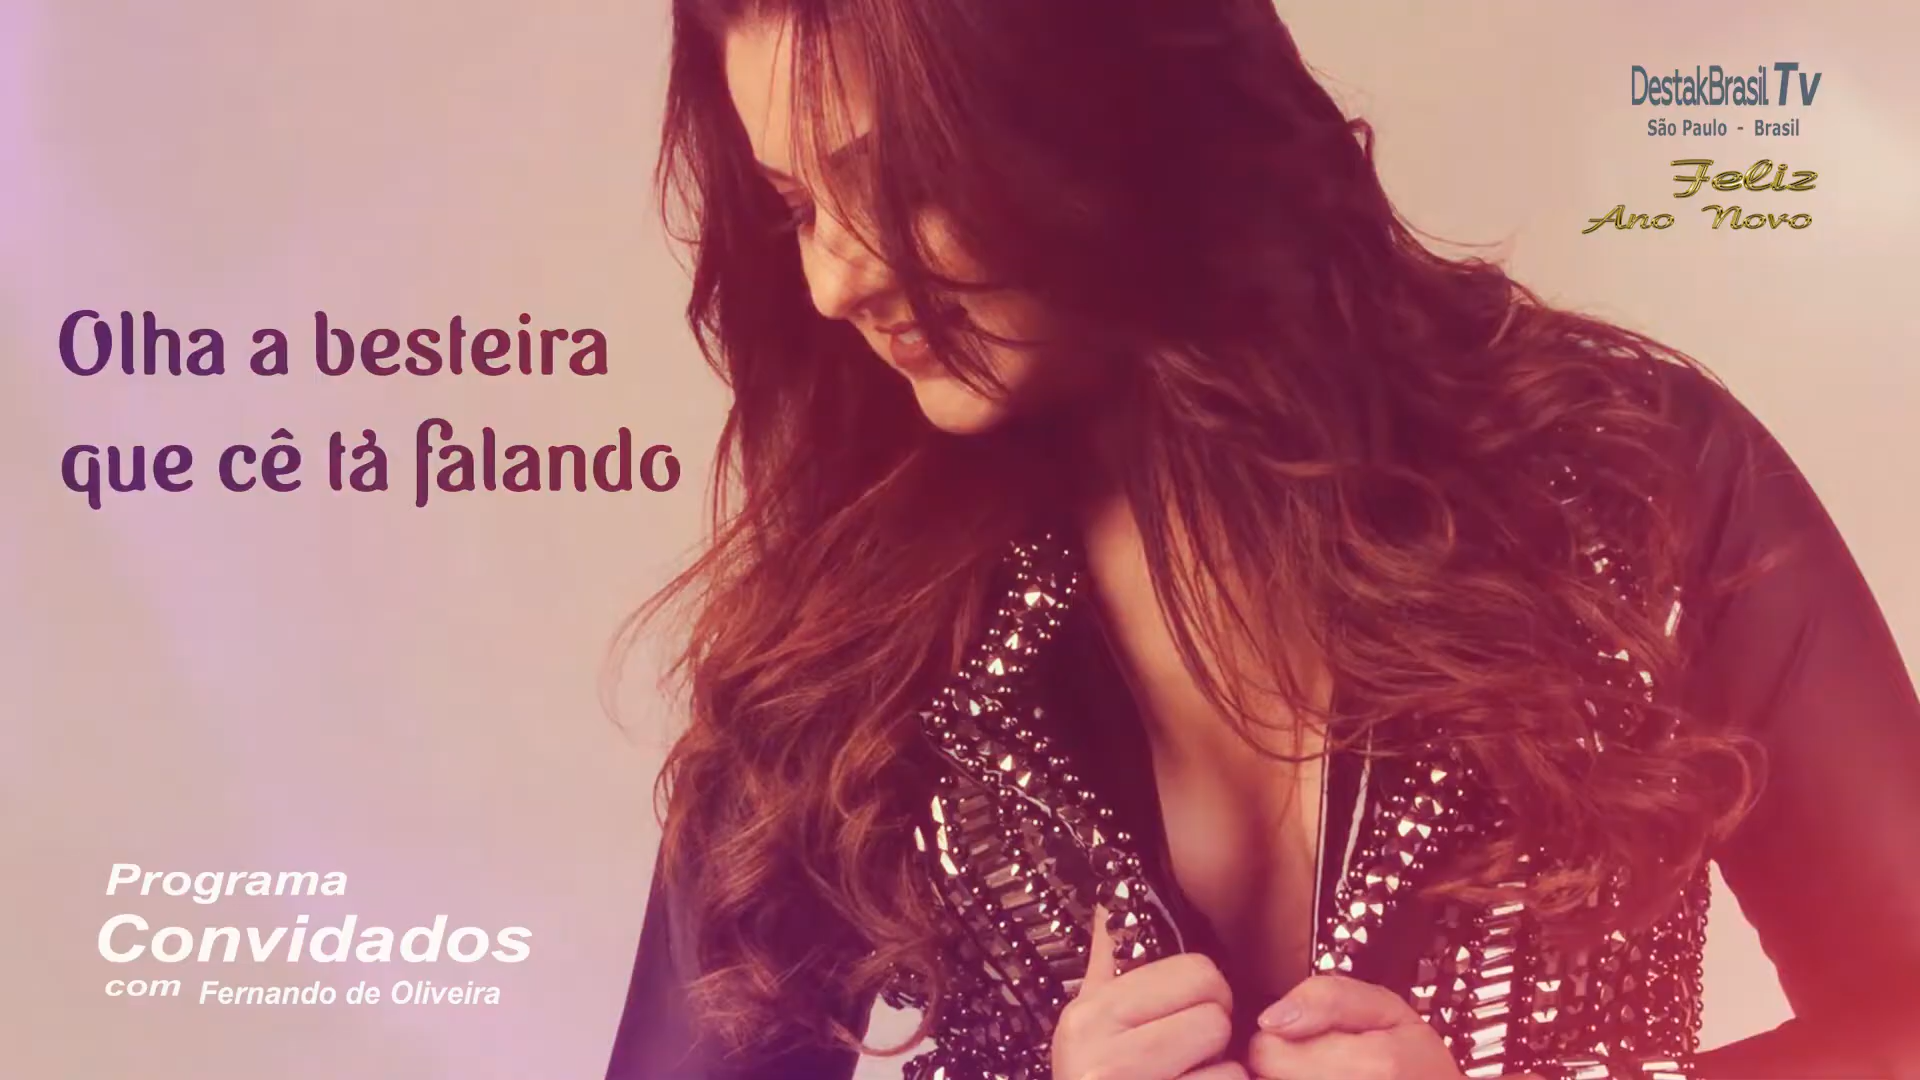 DestakBrasil Tv
São Paulo - Brasil
Feliz
Ano Novo
Olha a besteira
que cê tá falando
Programa
Convidados
com Fernando de Oliveira